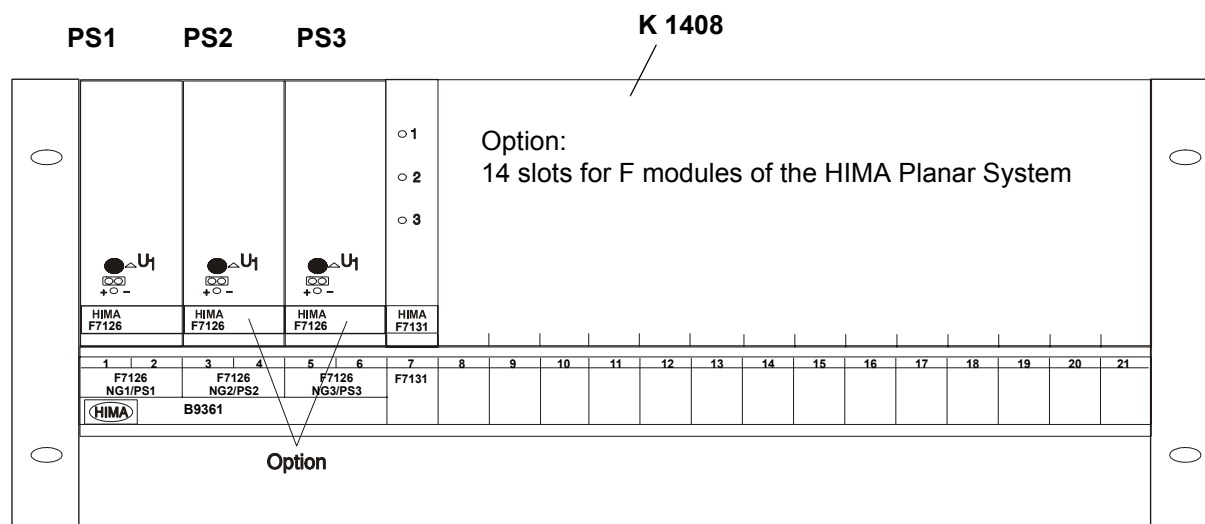 K 1408
PS1 PS2 PS3
1
Option:
14 slots for F modules of the HIMA Planar System
2
3
U1 U1 U1
+ - + - + -
HIMA HIMA HIMA HIMA
F7126 F7126 F7126 F7131
1 2 3 4 5 6 7 8 9 10 11 12 13 14 15 16 17 18 19 20 21
F7126 F7126 F7126 F7131
NG1/PS1 NG2/PS2 NG3/PS3
HIMA B9361
Option